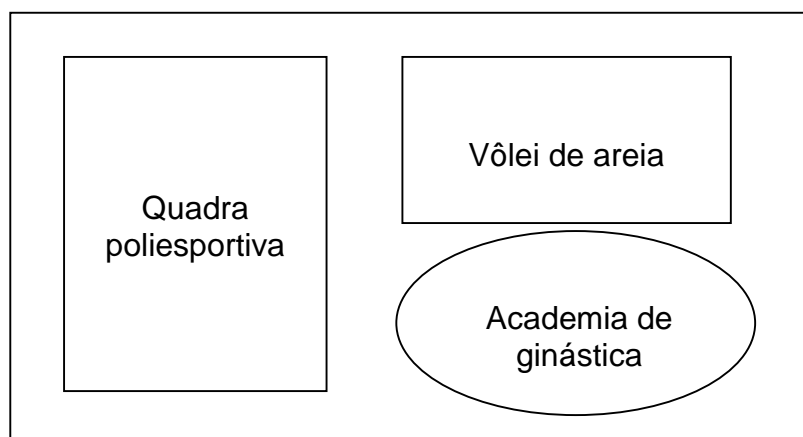 Quadra
poliesportiva
Vôlei de areia
Academia de
ginástica